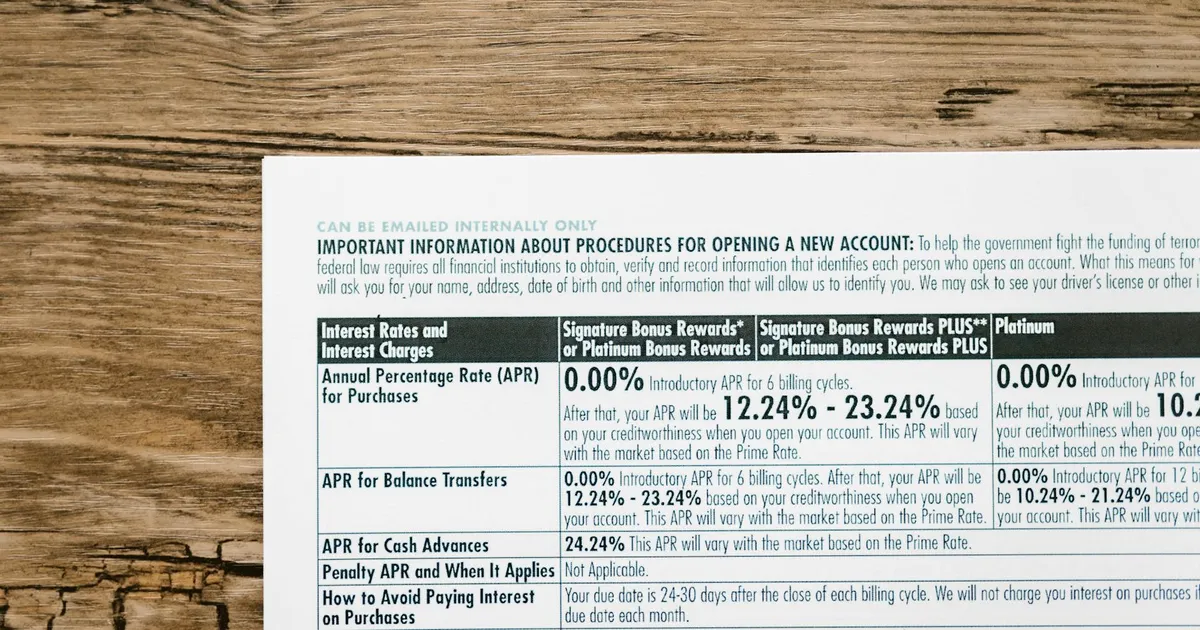 CAN BE EMAILED INTERNALLY ONLY
IMPORTANT INFORMATION ABOUT PROCEDURES FOR OPENING A NEW ACCOUNT: To help the government fight the funding of
federal law requires all financial institutions to obtain, verify and record information that identifies each person who opens an account. What this means for
will ask you for your name, address, date of birth and other information that will allow us to identify you. We may ask to see your driver's license or other
Interest Rates and
Interest Charges
Signature Bonus Rewards*
or Platinum Bonus Rewards
Signature Bonus Rewards PLUS**
or Platinum Bonus Rewards PLUS
Platinum
Annual Percentage Rate (APR)
for Purchases
0.00% Introductory APR for 6 billing cycles.
After that, your APR will be 12.24% - 23.24% based
on your creditworthiness when you open your account. This APR will vary
with the market based on the Prime Rate.
0.00% Introductory APR for
After that, your APR will be
your creditworthiness when you
the market based on the Prime
APR for Balance Transfers
0.00% Introductory APR for 6 billing cycles. After that, your APR will be
12.24% - 23.24% based on your creditworthiness when you open
your account. This APR will vary with the market based on the Prime Rate.
0.00% Introductory APR for 12
be 10.24% - 21.24% based
your account. This APR will vary
APR for Cash Advances
24.24% This APR will vary with the market based on the Prime Rate.
Penalty APR and When It Applies
Not Applicable.
How to Avoid Paying Interest
on Purchases
Your due date is 24-30 days after the close of each billing cycle. We will not charge you interest on purchases
due date each month.